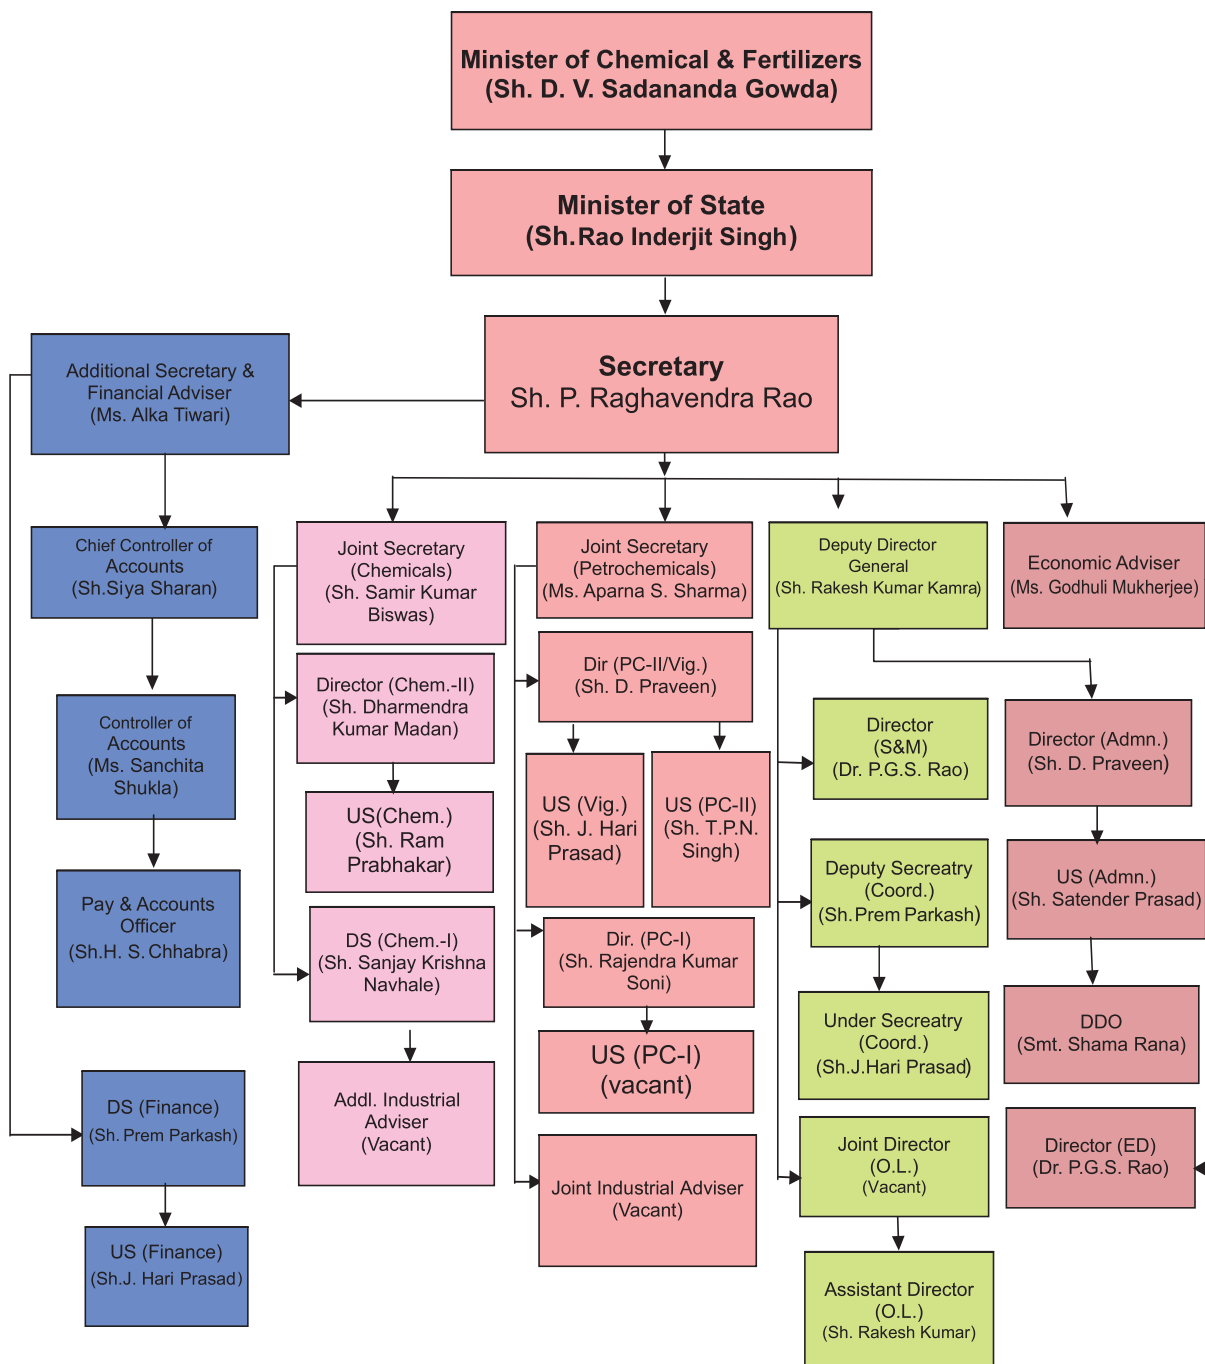 Minister of Chemical & Fertilizers
(Sh. D. V. Sadananda Gowda)
Minister of State
(Sh.Rao Inderjit Singh)
Secretary
Sh. P. Raghavendra Rao
Additional Secretary &
Financial Adviser
(Ms. Alka Tiwari)
Chief Controller of
Accounts
(Sh.Siya Sharan)
Controller of
Accounts
(Ms. Sanchita
Shukla)
Pay & Accounts
Officer
(Sh.H. S. Chhabra)
DS (Finance)
(Sh. Prem Parkash)
US (Finance)
(Sh.J. Hari Prasad)
Joint Secretary
(Chemicals)
(Sh. Samir Kumar
Biswas)
Director (Chem.-II)
(Sh. Dharmendra
Kumar Madan)
US(Chem.)
(Sh. Ram
Prabhakar)
DS (Chem.-I)
(Sh. Sanjay Krishna
Navhale)
Addl. Industrial
Adviser
(Vacant)
Joint Secretary
(Petrochemicals)
(Ms. Aparna S. Sharma)
Dir (PC-II/Vig.)
(Sh. D. Praveen)
US (Vig.)
(Sh. J. Hari
Prasad)
US (PC-II)
(Sh. T.P.N.
Singh)
Dir. (PC-I)
(Sh. Rajendra Kumar
Soni)
US (PC-I)
(vacant)
Joint Industrial Adviser
(Vacant)
Deputy Director
General
(Sh. Rakesh Kumar Kamra)
Director
(S&M)
(Dr. P.G.S. Rao)
Deputy Secreatry
(Coord.)
(Sh.Prem Parkash)
Under Secreatry
(Coord.)
(Sh.J.Hari Prasad)
Joint Director
(O.L.)
(Vacant)
Assistant Director
(O.L.)
(Sh. Rakesh Kumar)
Economic Adviser
(Ms. Godhuli Mukherjee)
Director (Admn.)
(Sh. D. Praveen)
US (Admn.)
(Sh. Satender Prasad)
DDO
(Smt. Shama Rana)
Director (ED)
(Dr. P.G.S. Rao)